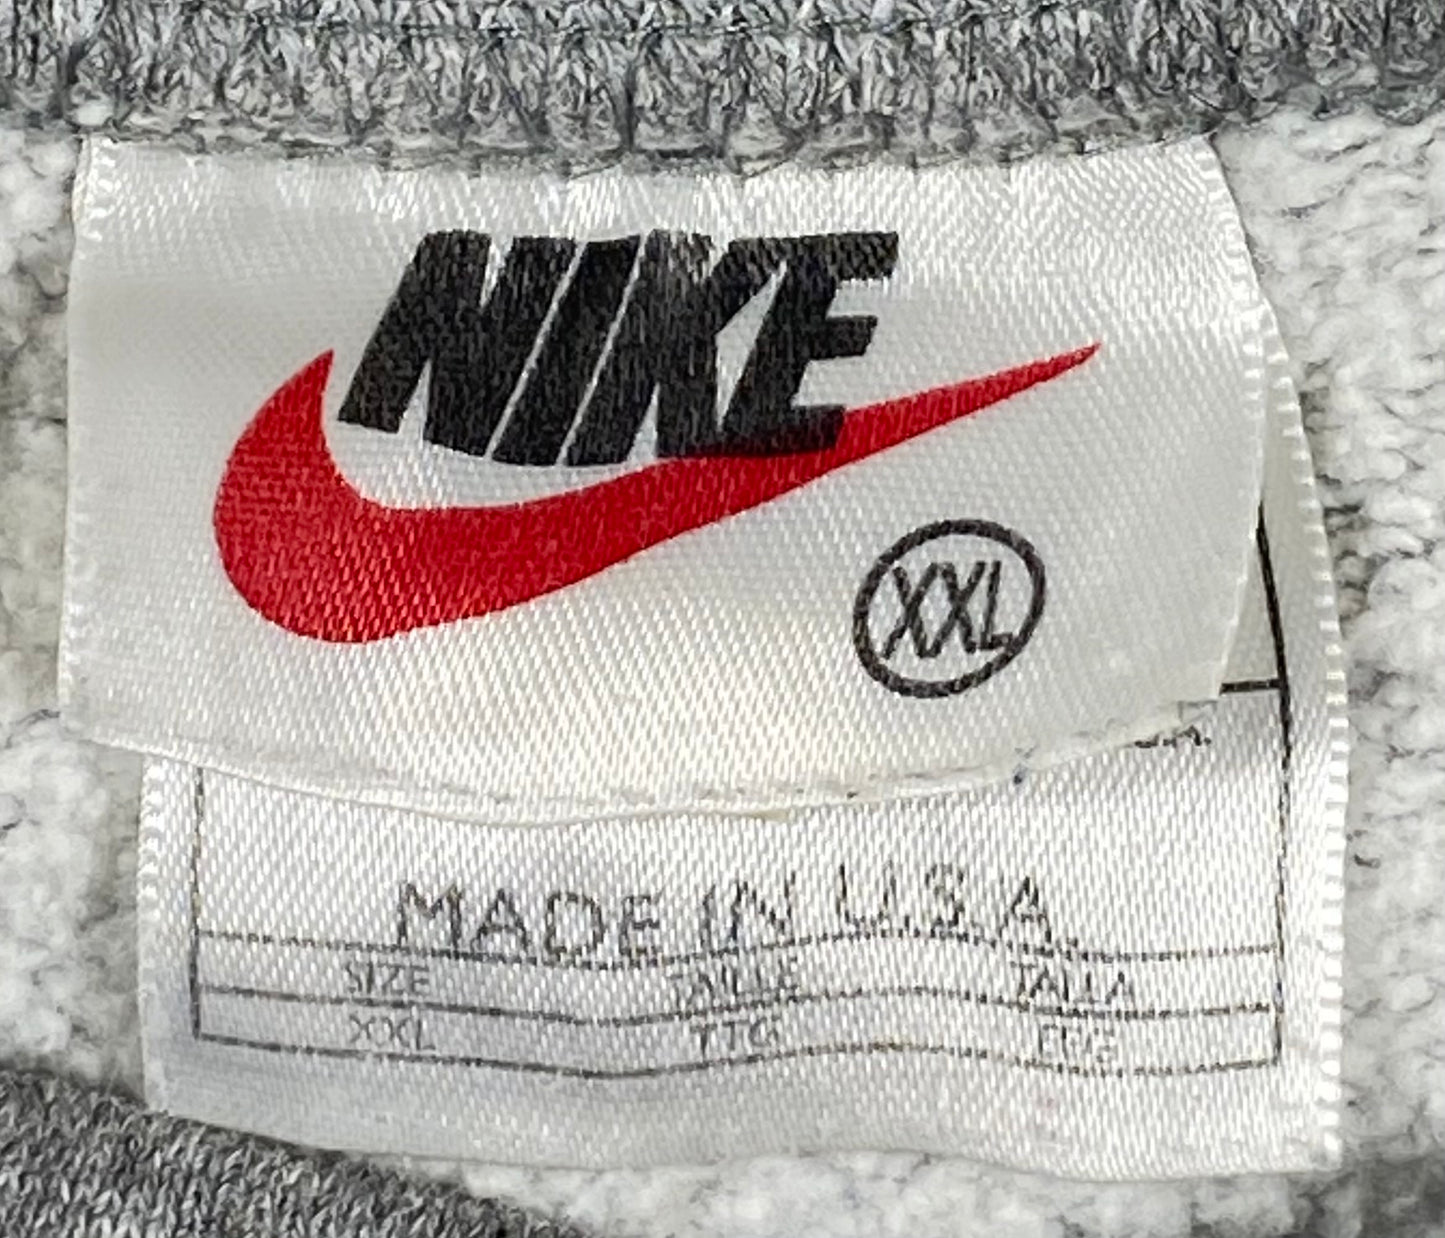 NIKE
XXL
MADE IN U.S.A.
SIZE TAILLE TALLA
XXL TTG